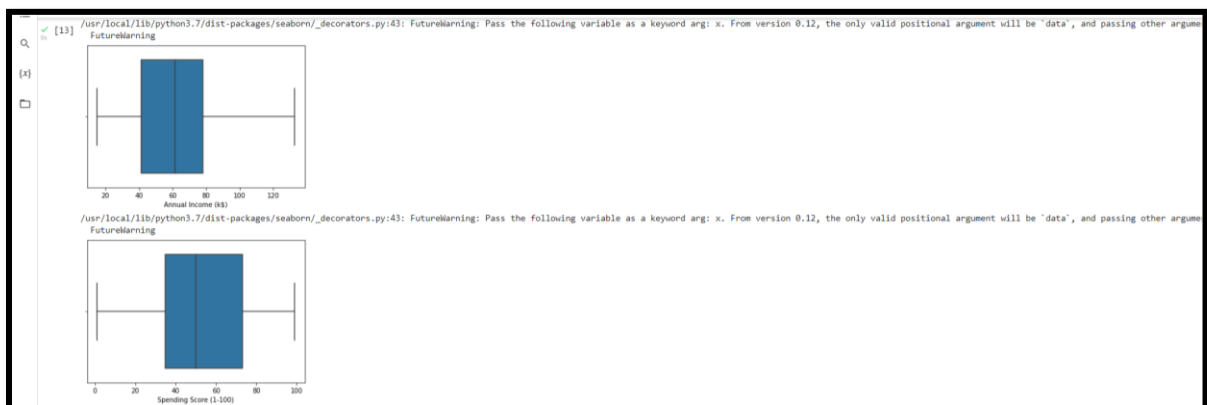 [13] /usr/local/lib/python3.7/dist-packages/seaborn/_decorators.py:43: FutureWarning: Pass the following variable as a keyword arg: x. From version 0.12, the only valid positional argument will be `data`, and passing other argume
FutureWarning
{x}
20 40 60 80 100 120
Annual Income (k$)
/usr/local/lib/python3.7/dist-packages/seaborn/_decorators.py:43: FutureWarning: Pass the following variable as a keyword arg: x. From version 0.12, the only valid positional argument will be `data`, and passing other argume
FutureWarning
0 20 40 60 80 100
Spending Score (1-100)